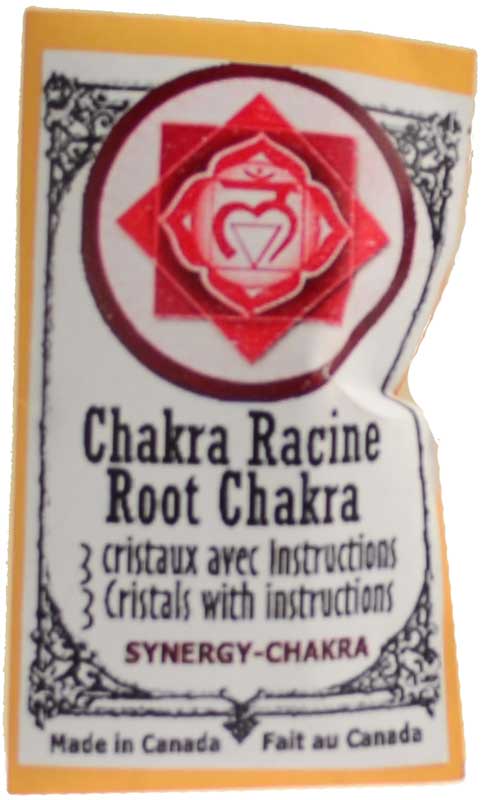 Chakra Racine
Root Chakra
3 cristaux avec Instructions
3 Cristals with instructions
SYNERGY-CHAKRA
Made in Canada Fait au Canada